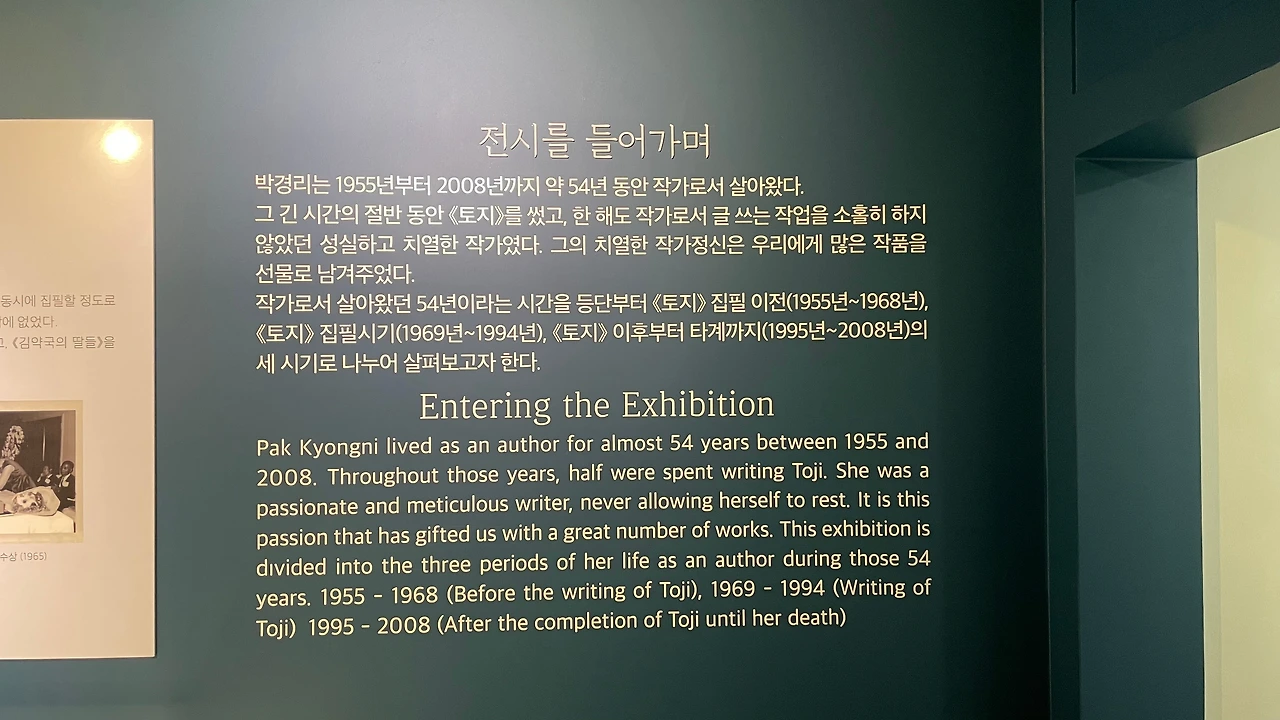 동시에 집필할 정도로
에 없었다.
《김약국의 딸들》을
수상 (1965)
전시를 들어가며
박경리는 1955년부터 2008년까지 약 54년 동안 작가로서 살아왔다.
그 긴 시간의 절반 동안 《토지》를 썼고, 한 해도 작가로서 글 쓰는 작업을 소홀히 하지
않았던 성실하고 치열한 작가였다. 그의 치열한 작가정신은 우리에게 많은 작품을
선물로 남겨주었다.
작가로서 살아왔던 54년이라는 시간을 등단부터 《토지》 집필 이전(1955년~1968년),
《토지》 집필시기(1969년~1994년), 《토지》 이후부터 타계까지(1995년~2008년)의
세 시기로 나누어 살펴보고자 한다.
Entering the Exhibition
Pak Kyongni lived as an author for almost 54 years between 1955 and
2008. Throughout those years, half were spent writing Toji. She was a
passionate and meticulous writer, never allowing herself to rest. It is this
passion that has gifted us with a great number of works. This exhibition is
divided into the three periods of her life as an author during those 54
years. 1955 – 1968 (Before the writing of Toji), 1969 – 1994 (Writing of
Toji) 1995 – 2008 (After the completion of Toji until her death)